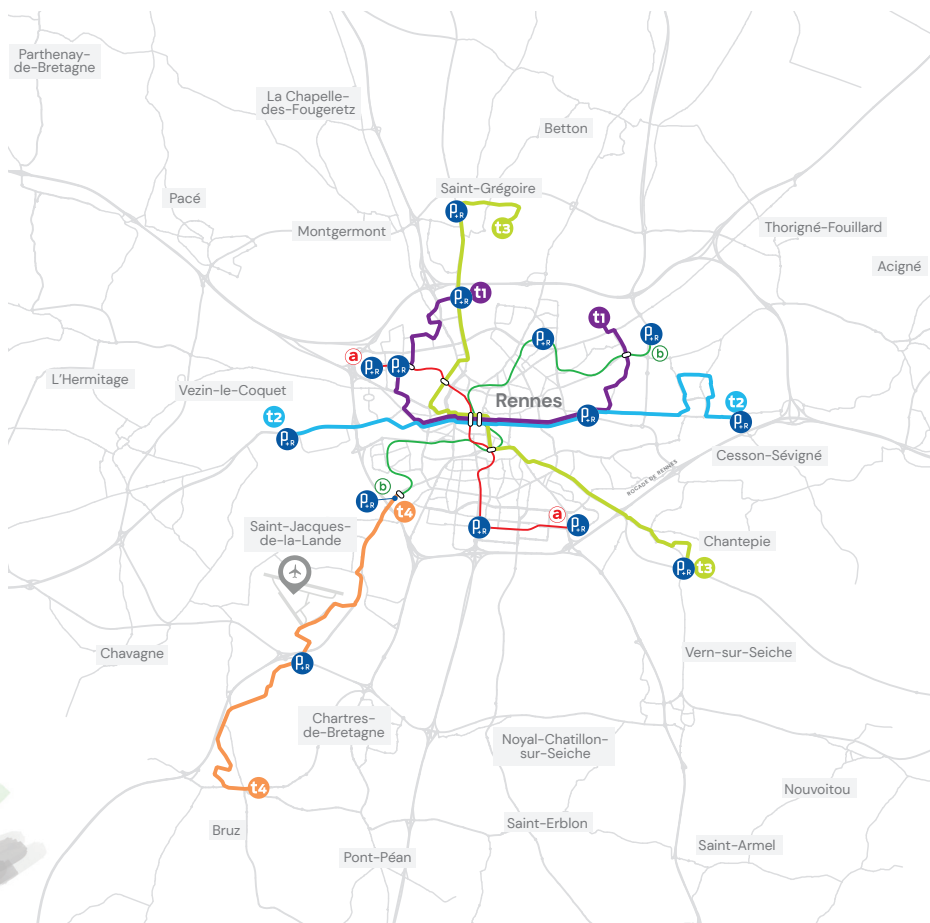 Parthenay-
de-Bretagne
La Chapelle-
des-Fougeretz
Betton
Pacé
Saint-Grégoire
P+R
t3
Montgermont
Thorigné-Fouillard
Acigné
P+R
t1
t1
P+R
P+R
b
a
P+R
P+R
L'Hermitage
Vezin-le-Coquet
Rennes
t2
P+R
t2
P+R
P+R
Cesson-Sévigné
ROCADE DE RENNES
b
P+R
t4
Saint-Jacques-
de-la-Lande
a
P+R
P+R
Chantepie
P+R
t3
Chavagne
P+R
Vern-sur-Seiche
Chartres-
de-Bretagne
Noyal-Chatillon-
sur-Seiche
t4
Nouvoitou
Bruz
Saint-Erblon
Saint-Armel
Pont-Péan